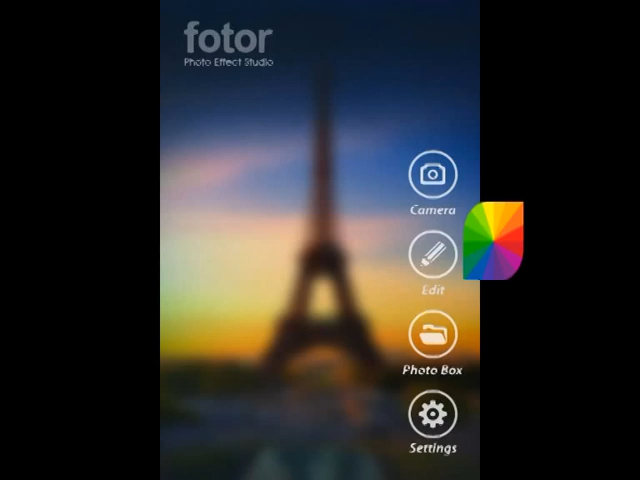 fotor
Photo Effect Studio
Camera
Edit
Photo Box
Settings